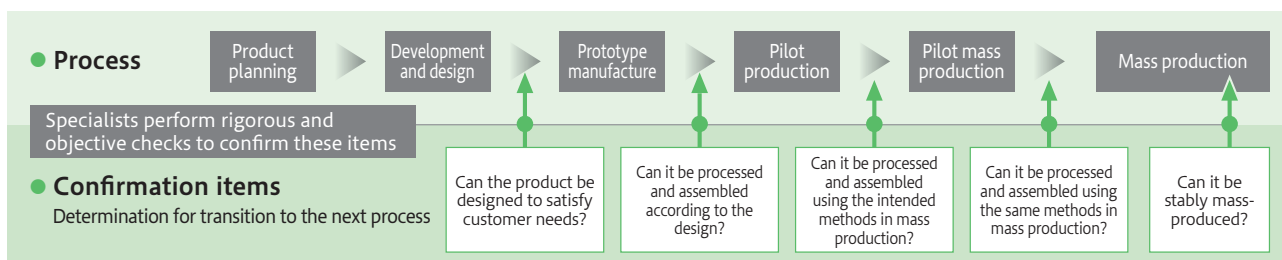 Process
Product
planning
Development
and design
Prototype
manufacture
Pilot
production
Pilot mass
production
Mass production
Specialists perform rigorous and
objective checks to confirm these items
Confirmation items
Determination for transition to the next process
Can the product be
designed to satisfy
customer needs?
Can it be processed
and assembled
according to the
design?
Can it be processed
and assembled
using the intended
methods in mass
production?
Can it be processed
and assembled using
the same methods in
mass production?
Can it be
stably mass-
produced?